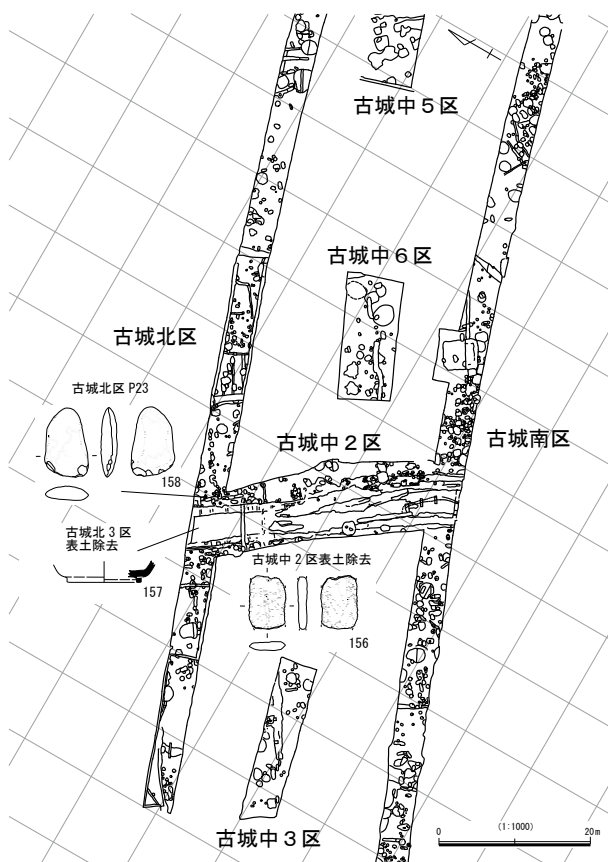 古城中５区
古城中６区
古城北区
古城北区 P23
158
古城中２区
古城南区
古城北３区
表土除去
157
古城中２区表土除去
156
古城中３区
(1:1000)
0
20m